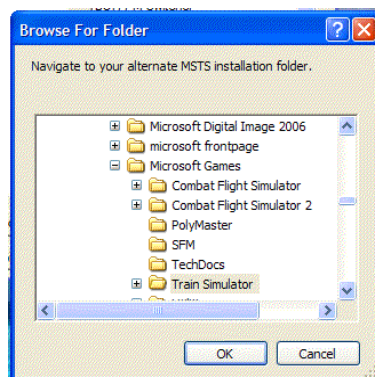 Browse For Folder
Navigate to your alternate MSTS installation folder.
Microsoft Digital Image 2006
microsoft frontpage
Microsoft Games
Combat Flight Simulator
Combat Flight Simulator 2
PolyMaster
SFM
TechDocs
Train Simulator
OK Cancel